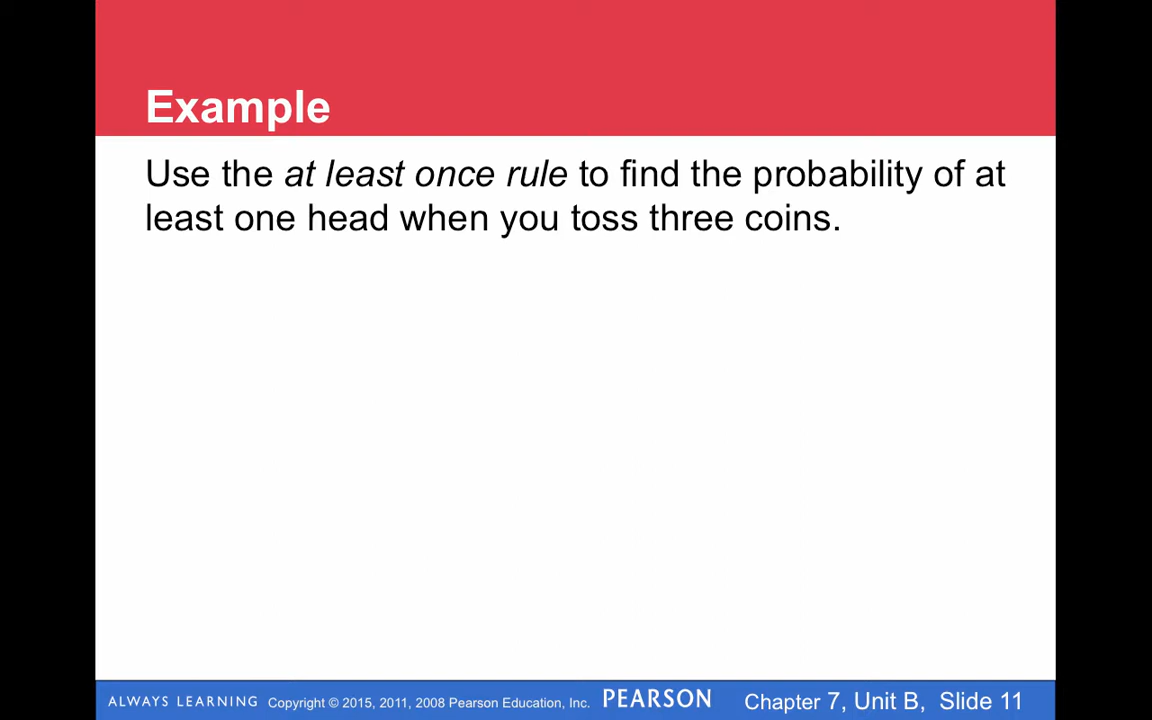 Example
Use the at least once rule to find the probability of at
least one head when you toss three coins.
ALWAYS LEARNING Copyright © 2015, 2011, 2008 Pearson Education, Inc. PEARSON Chapter 7, Unit B, Slide 11